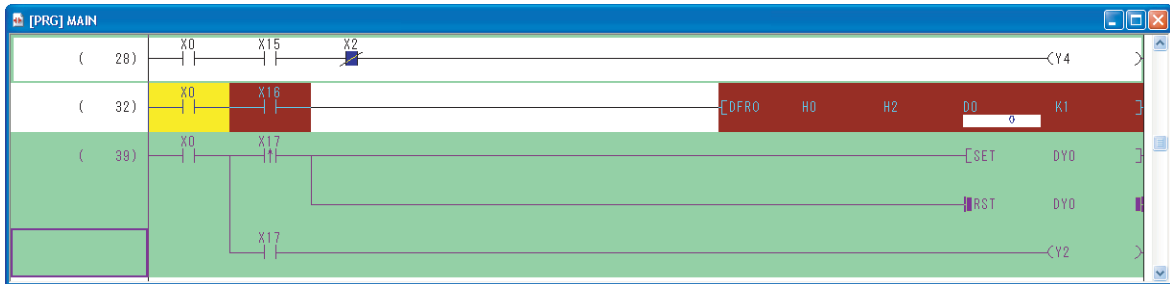 [PRG] MAIN
X0 X15 X2
( 28) (Y4 )
X0 X16
( 32) [DFRO H0 H2 D0 K1 ]
0
X0 X17
( 39) [SET DY0 ]
[RST DY0 ]
X17
(Y2 )